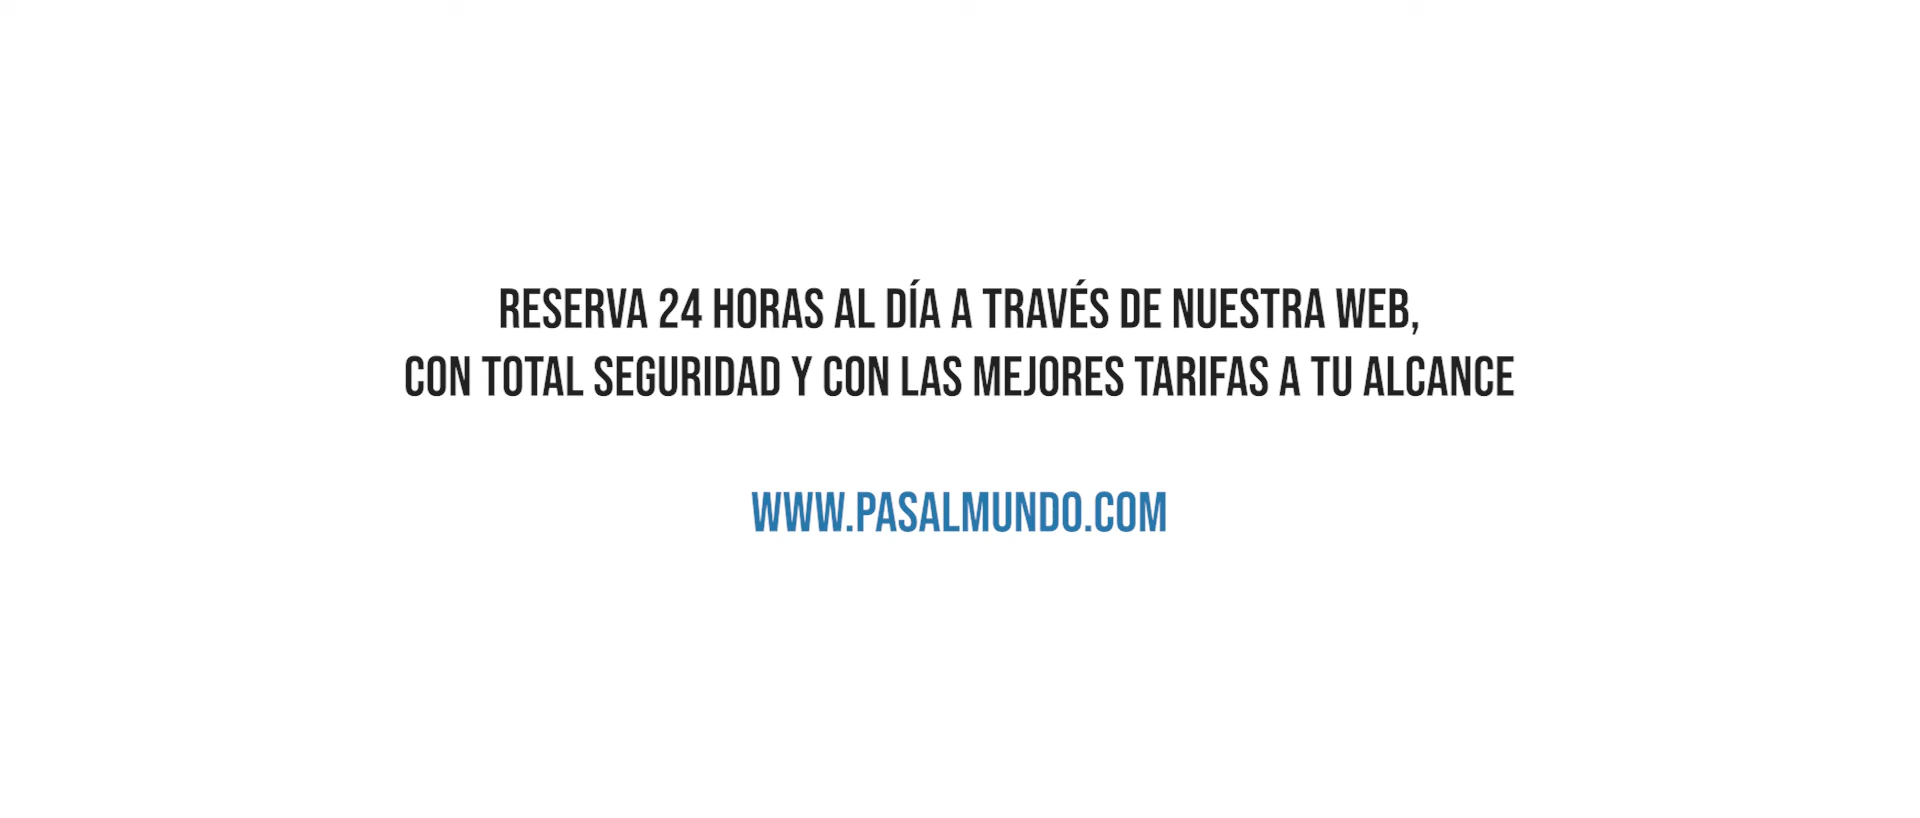 RESERVA 24 HORAS AL DÍA A TRAVÉS DE NUESTRA WEB,
CON TOTAL SEGURIDAD Y CON LAS MEJORES TARIFAS A TU ALCANCE
WWW.PASALMUNDO.COM